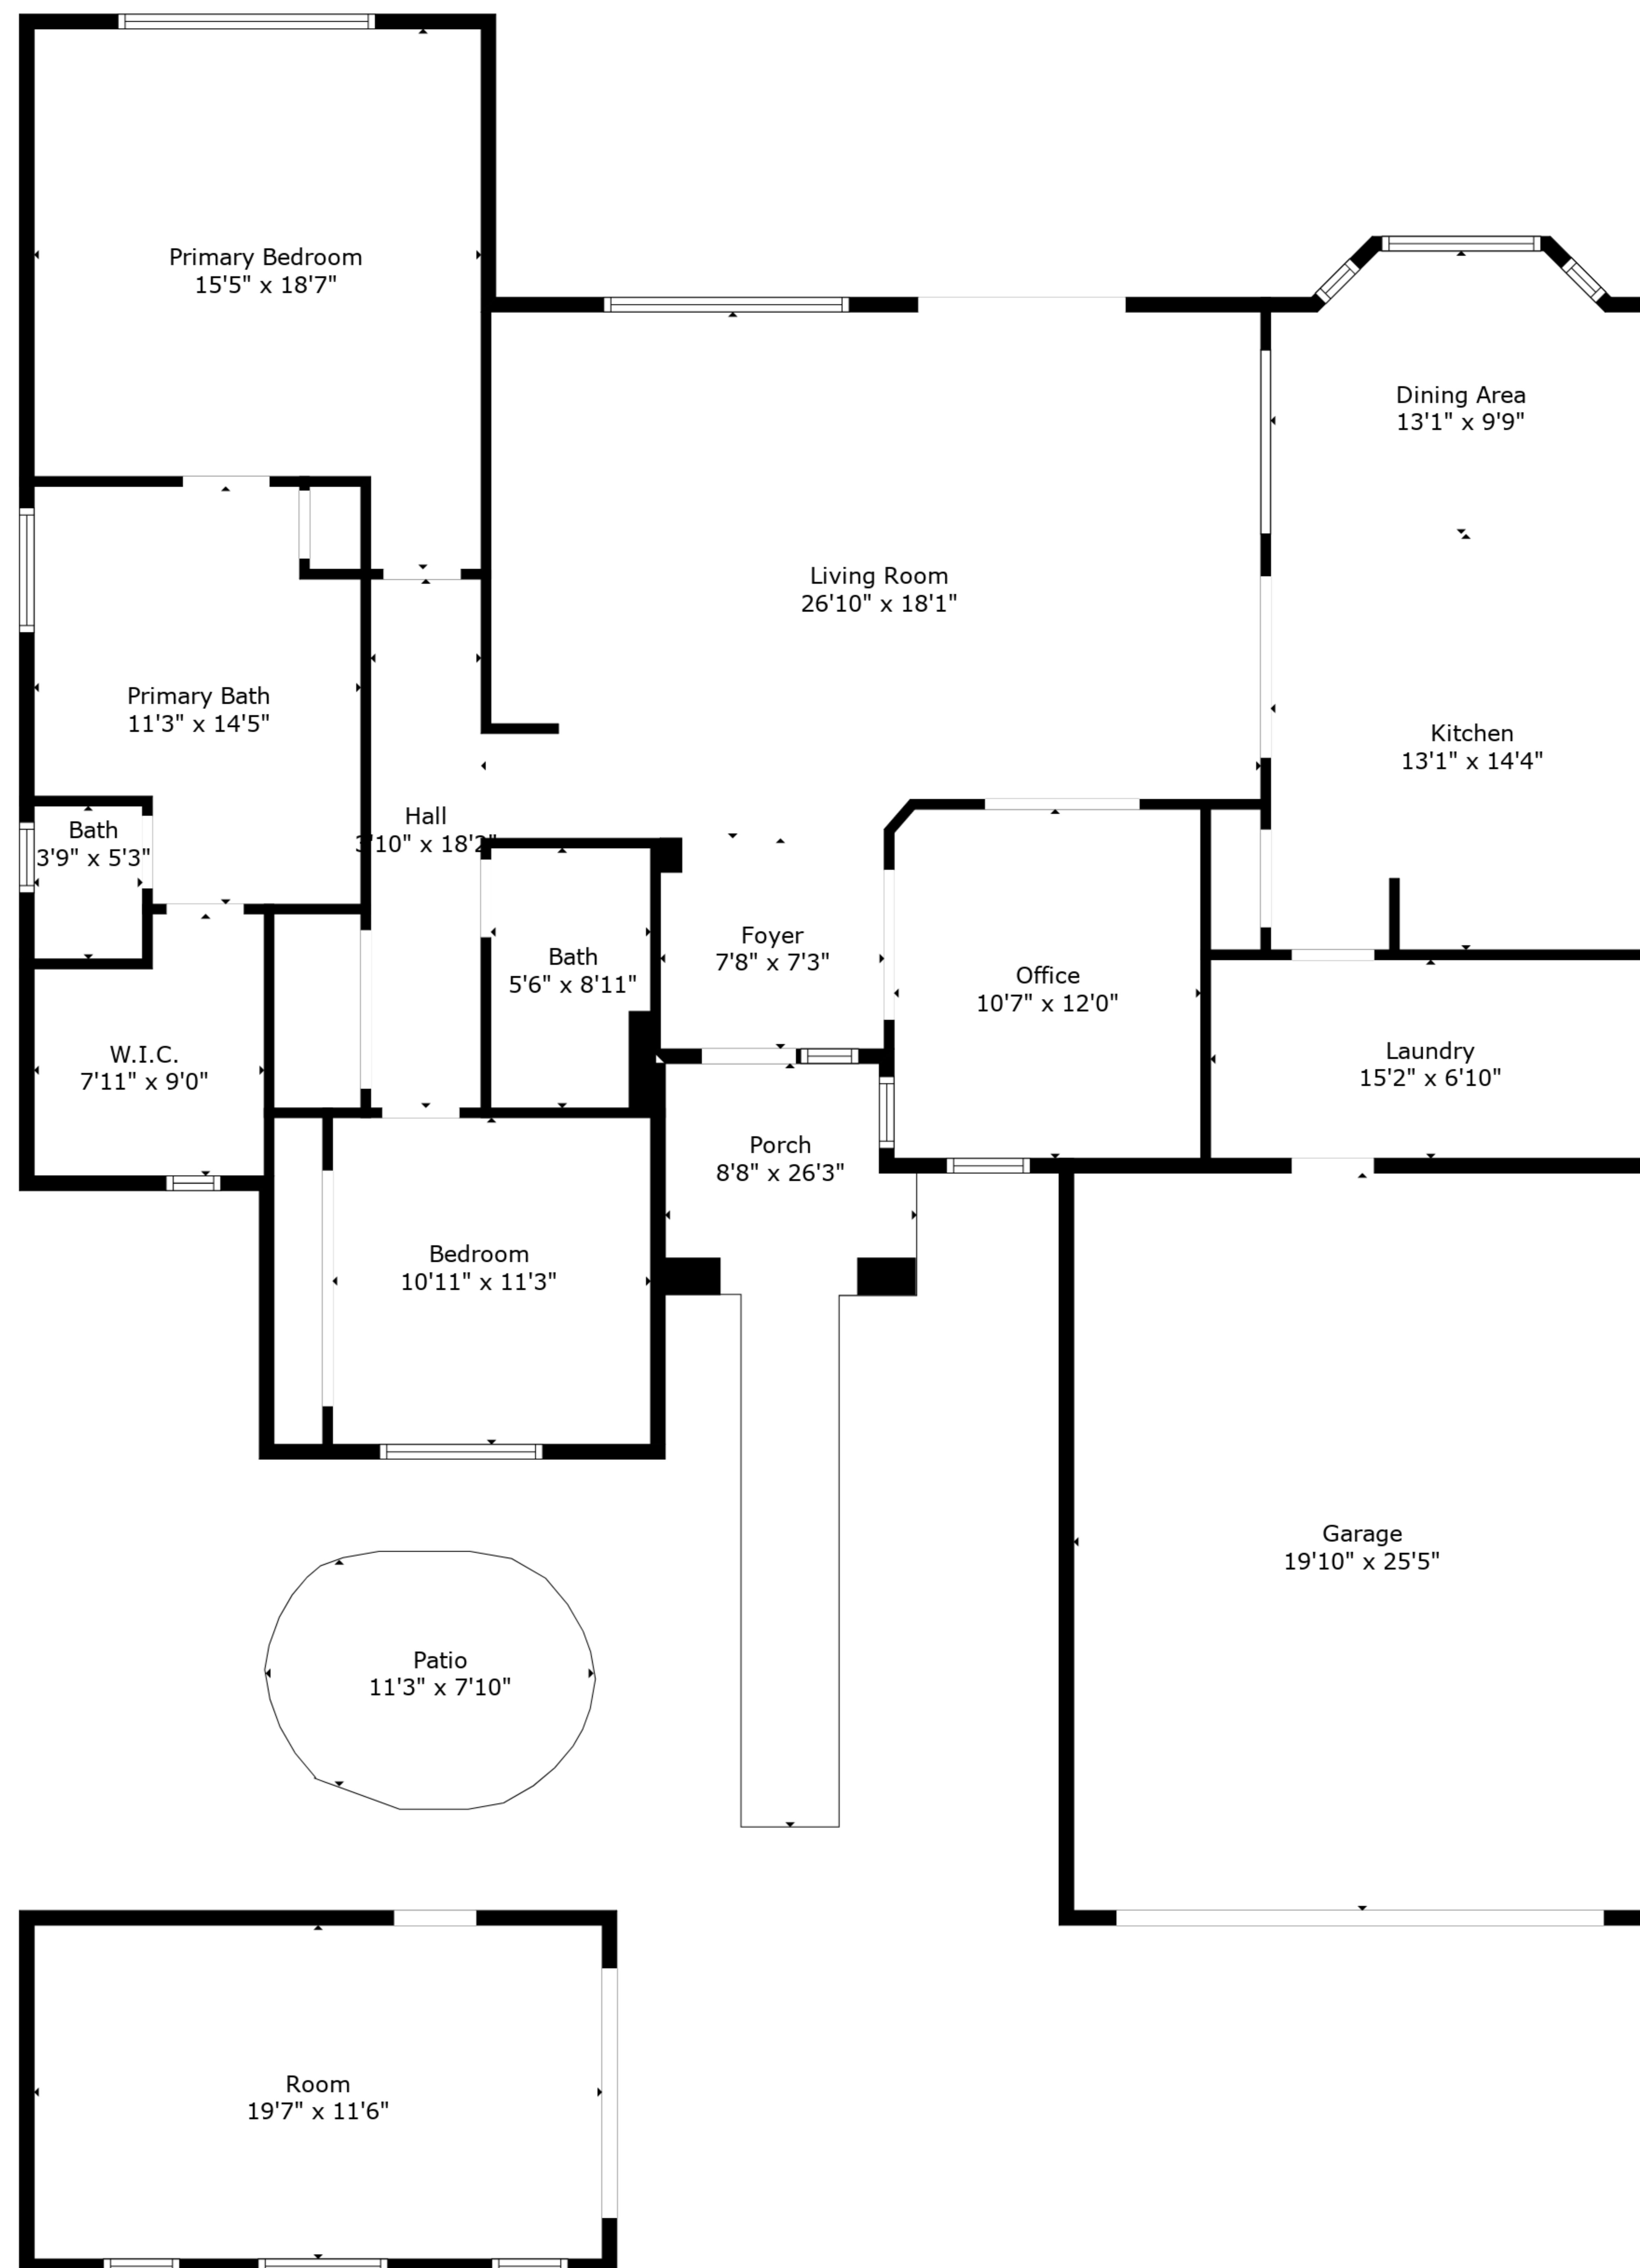 Primary Bedroom
15'5" x 18'7"
Dining Area
13'1" x 9'9"
Living Room
26'10" x 18'1"
Primary Bath
11'3" x 14'5"
Kitchen
13'1" x 14'4"
Hall
3'10" x 18'2"
Bath
3'9" x 5'3"
Foyer
7'8" x 7'3"
Bath
5'6" x 8'11"
Office
10'7" x 12'0"
W.I.C.
7'11" x 9'0"
Laundry
15'2" x 6'10"
Porch
8'8" x 26'3"
Bedroom
10'11" x 11'3"
Garage
19'10" x 25'5"
Patio
11'3" x 7'10"
Room
19'7" x 11'6"